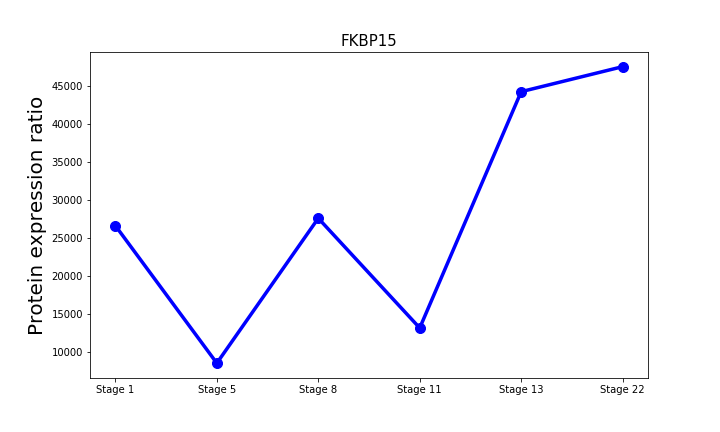 FKBP15
Protein expression ratio
45000
40000
35000
30000
25000
20000
15000
10000
Stage 1 Stage 5 Stage 8 Stage 11 Stage 13 Stage 22